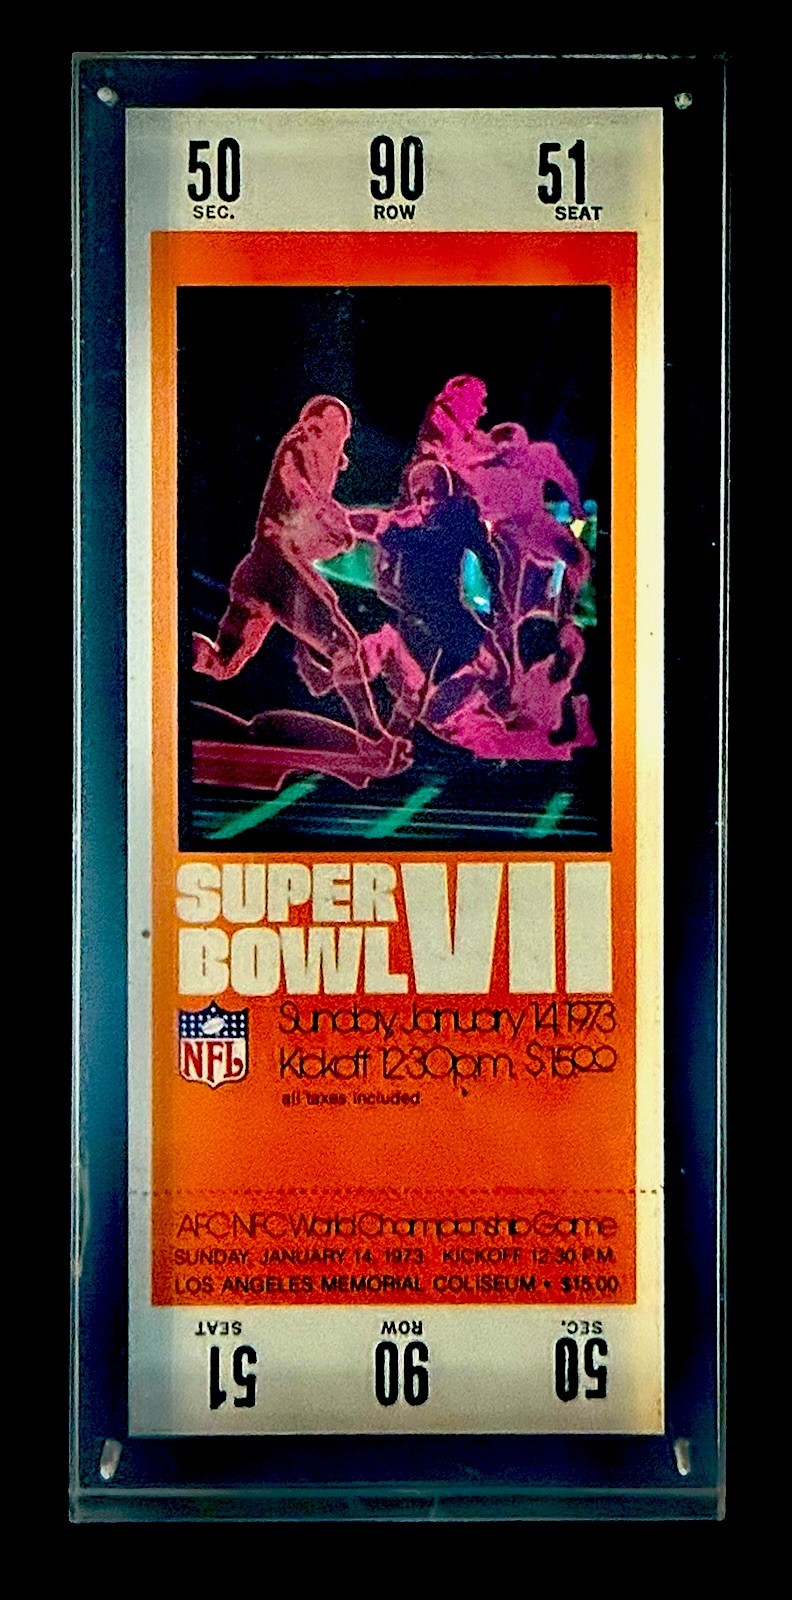 50 90 51
SEC. ROW SEAT
SUPER
BOWL VII
NFL
Sunday, January 14, 1973
Kickoff 12:30pm. $15.00
all taxes included
AFC NFC World Championship Game
SUNDAY, JANUARY 14, 1973 KICKOFF 12:30 P.M.
LOS ANGELES MEMORIAL COLISEUM • $15.00
SEC. ROW SEAT
50 90 51